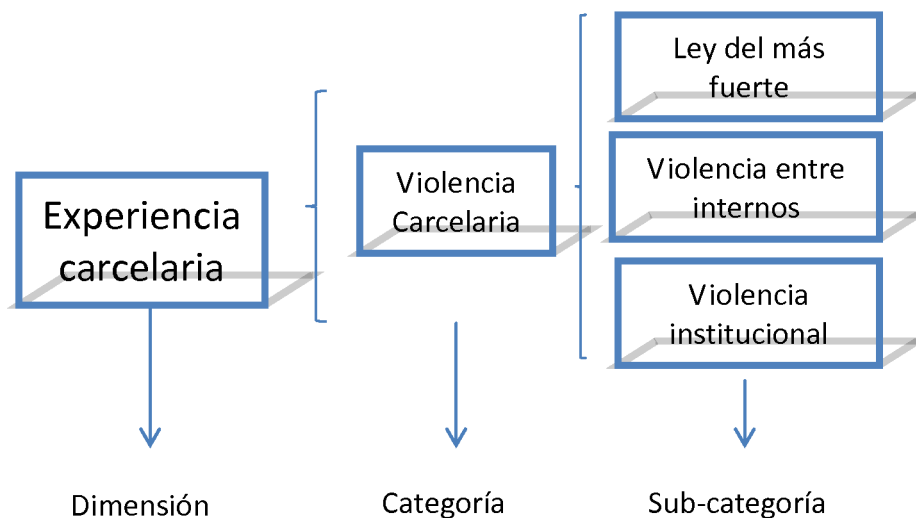 Experiencia
carcelaria
Violencia
Carcelaria
Ley del más
fuerte
Violencia entre
internos
Violencia
institucional
Dimensión
Categoría
Sub-categoría